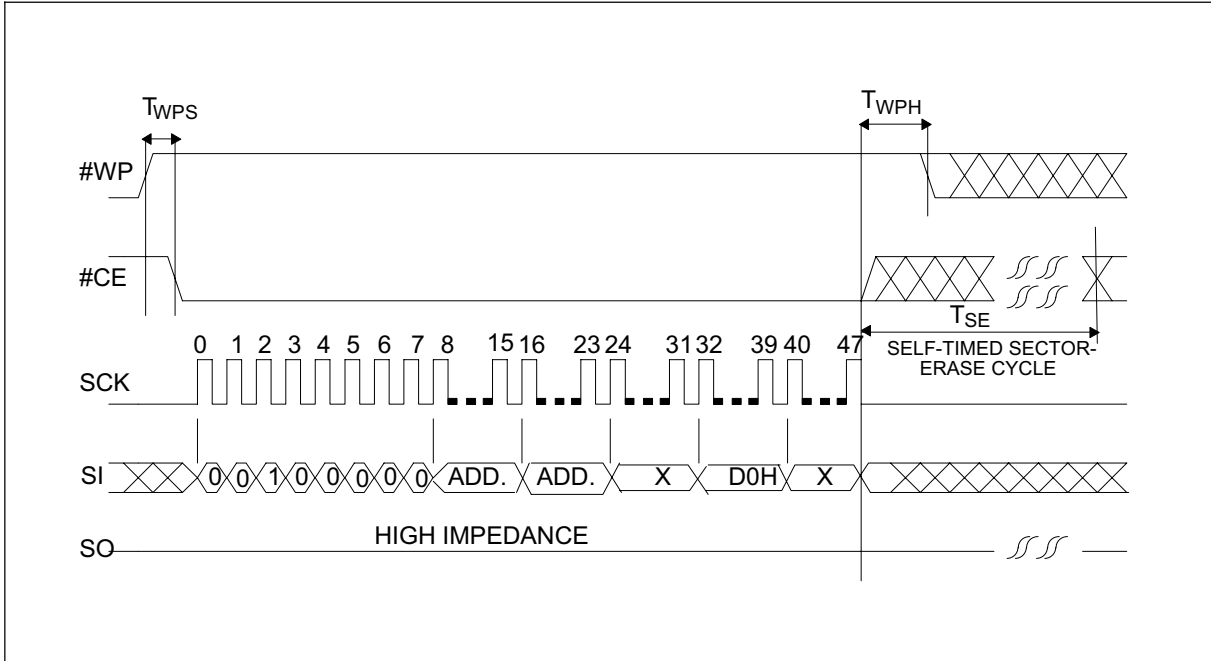 TWPS
TWPH
#WP
#CE
TSE
SELF-TIMED SECTOR-
ERASE CYCLE
0 1 2 3 4 5 6 7 8 15 16 23 24 31 32 39 40 47
SCK
SI 0 0 1 0 0 0 0 0 ADD. ADD. X D0H X
HIGH IMPEDANCE
SO